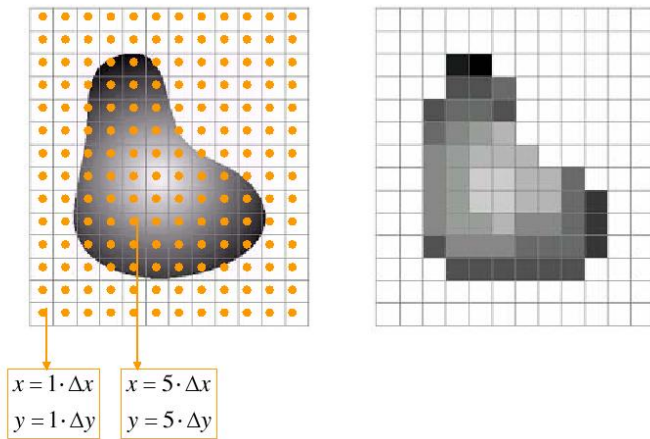 x = 1 · Δx
y = 1 · Δy
x = 5 · Δx
y = 5 · Δy